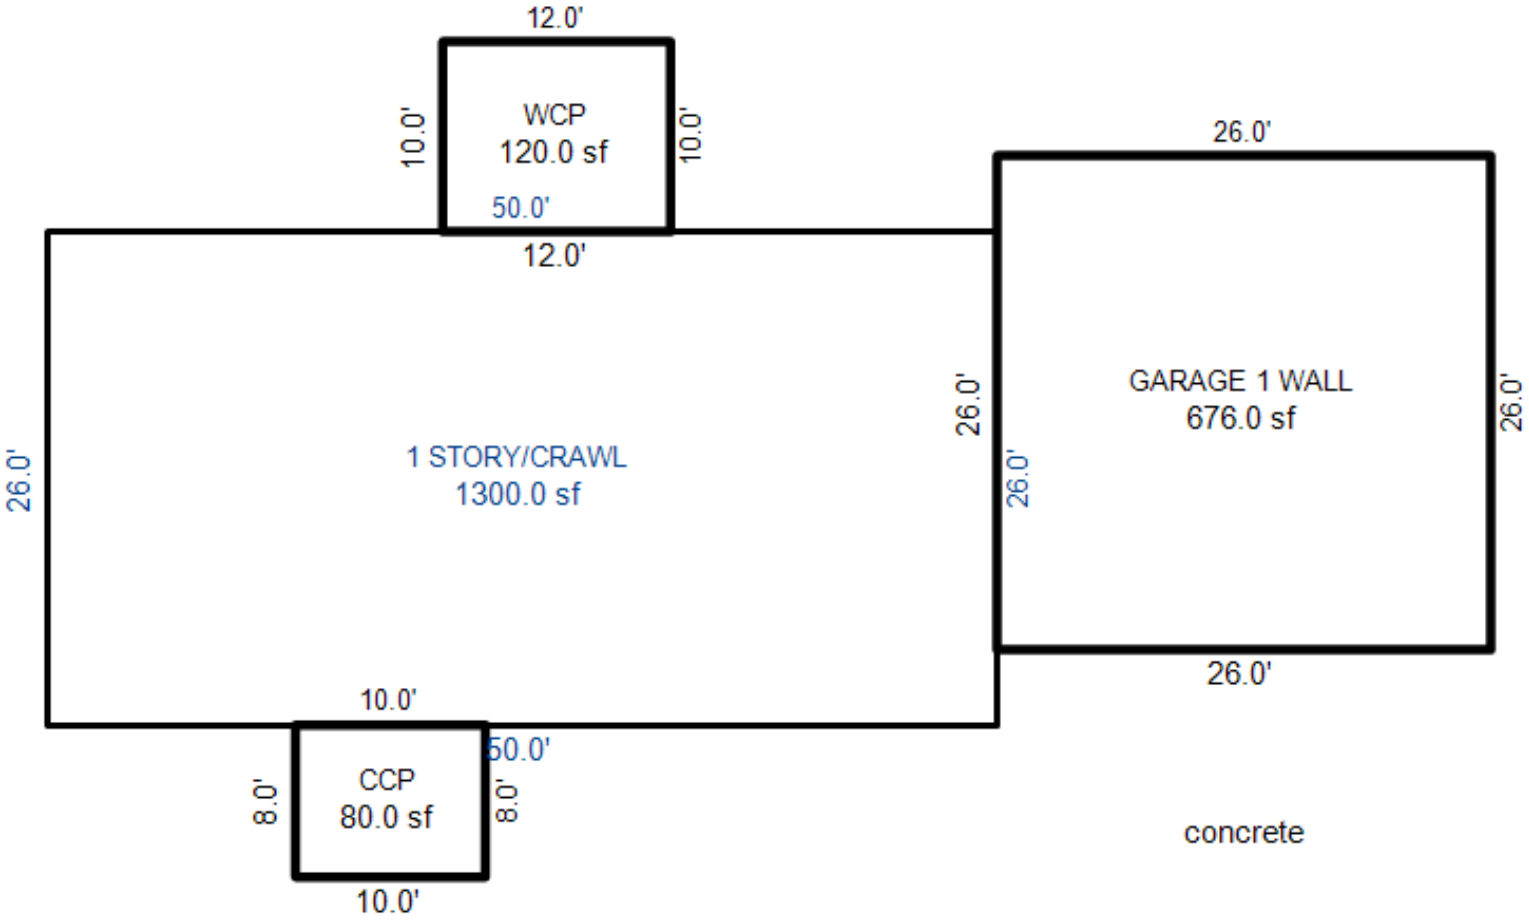 12.0'
10.0'
WCP
120.0 sf
10.0'
50.0'
12.0'
26.0'
26.0'
1 STORY/CRAWL
1300.0 sf
26.0'
26.0'
GARAGE 1 WALL
676.0 sf
26.0'
26.0'
10.0'
50.0'
8.0'
CCP
80.0 sf
8.0'
10.0'
concrete